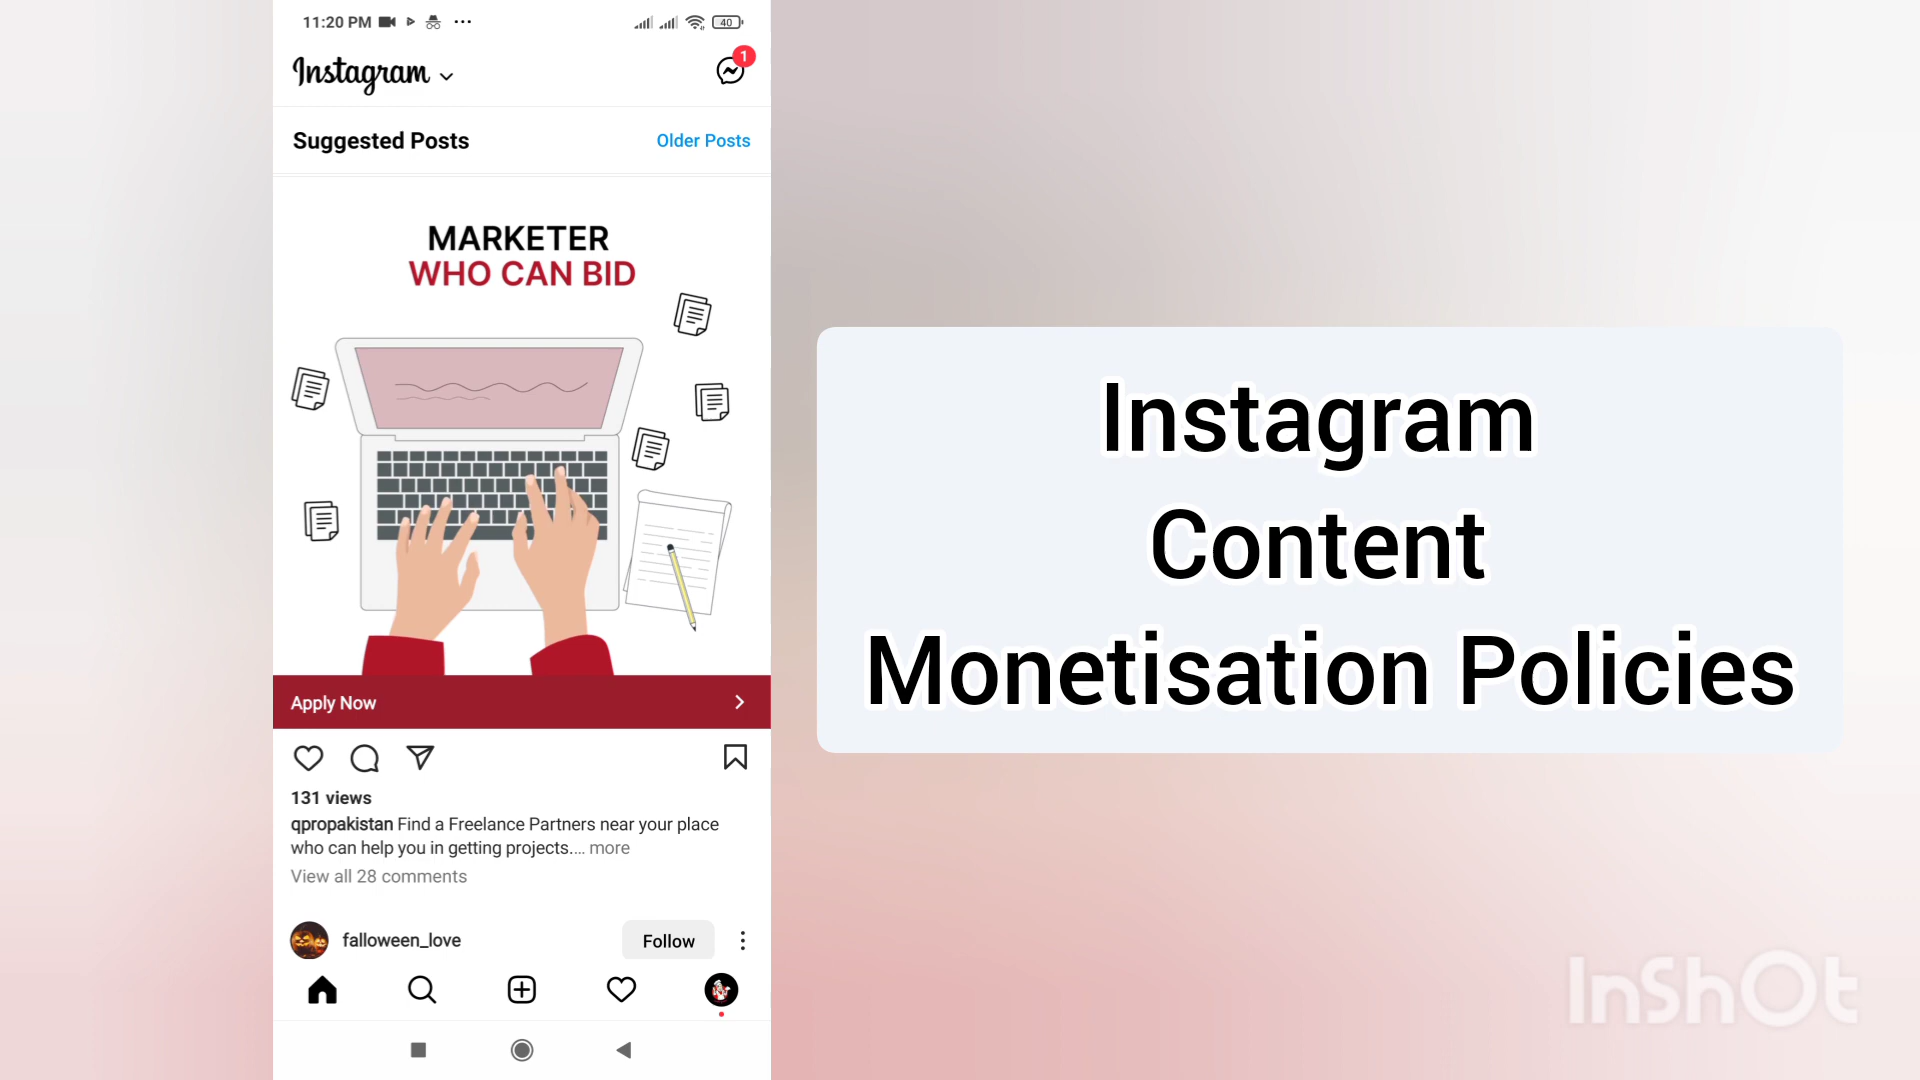 11:20 PM
40
Instagram
1
Suggested Posts
Older Posts
MARKETER
WHO CAN BID
Apply Now
131 views
qpropakistan Find a Freelance Partners near your place
who can help you in getting projects.... more
View all 28 comments
falloween_love
Follow
Instagram
Content
Monetisation Policies
InShOt